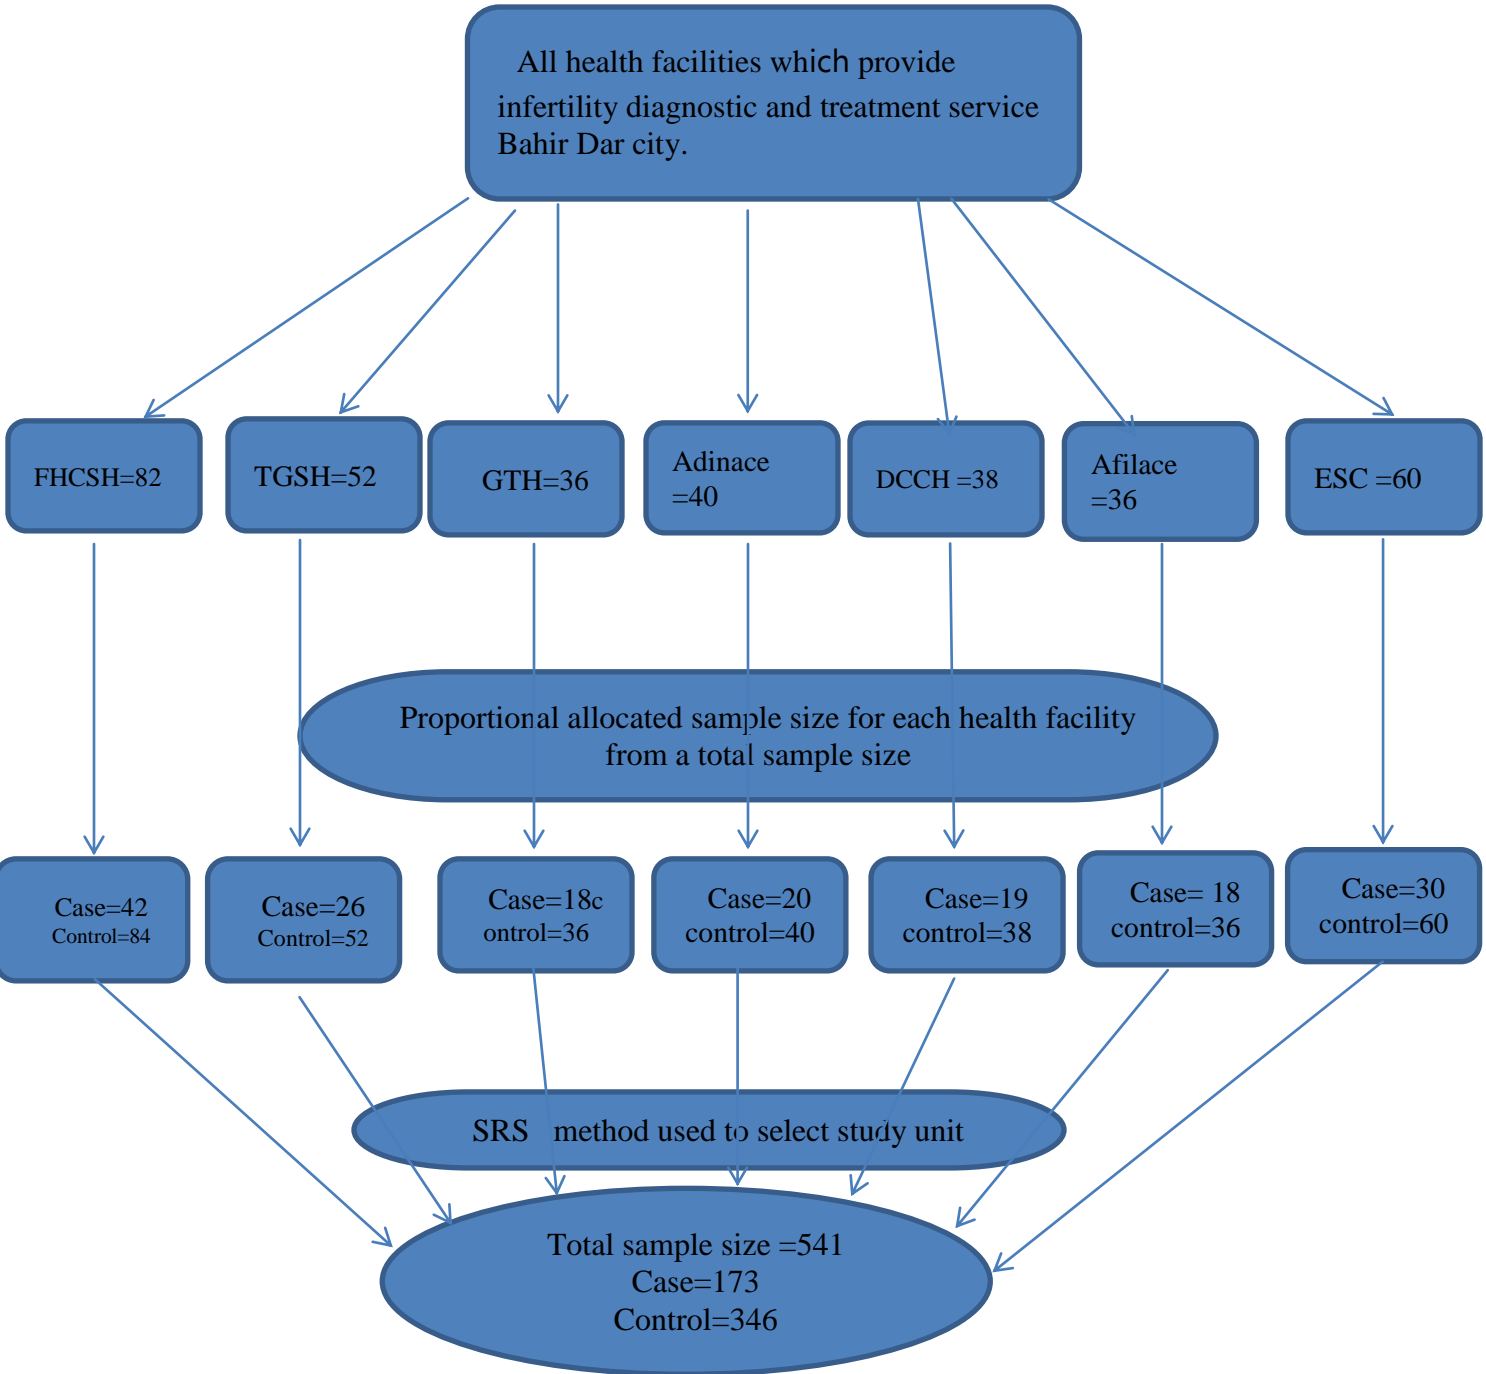 All health facilities which provide
infertility diagnostic and treatment service
Bahir Dar city.
FHCSH=82
TGSH=52
GTH=36
Adinace
=40
DCCH =38
Afilace
=36
ESC =60
Proportional allocated sample size for each health facility
from a total sample size
Case=42
Control=84
Case=26
Control=52
Case=18c
ontrol=36
Case=20
control=40
Case=19
control=38
Case= 18
control=36
Case=30
control=60
SRS method used to select study unit
Total sample size =541
Case=173
Control=346